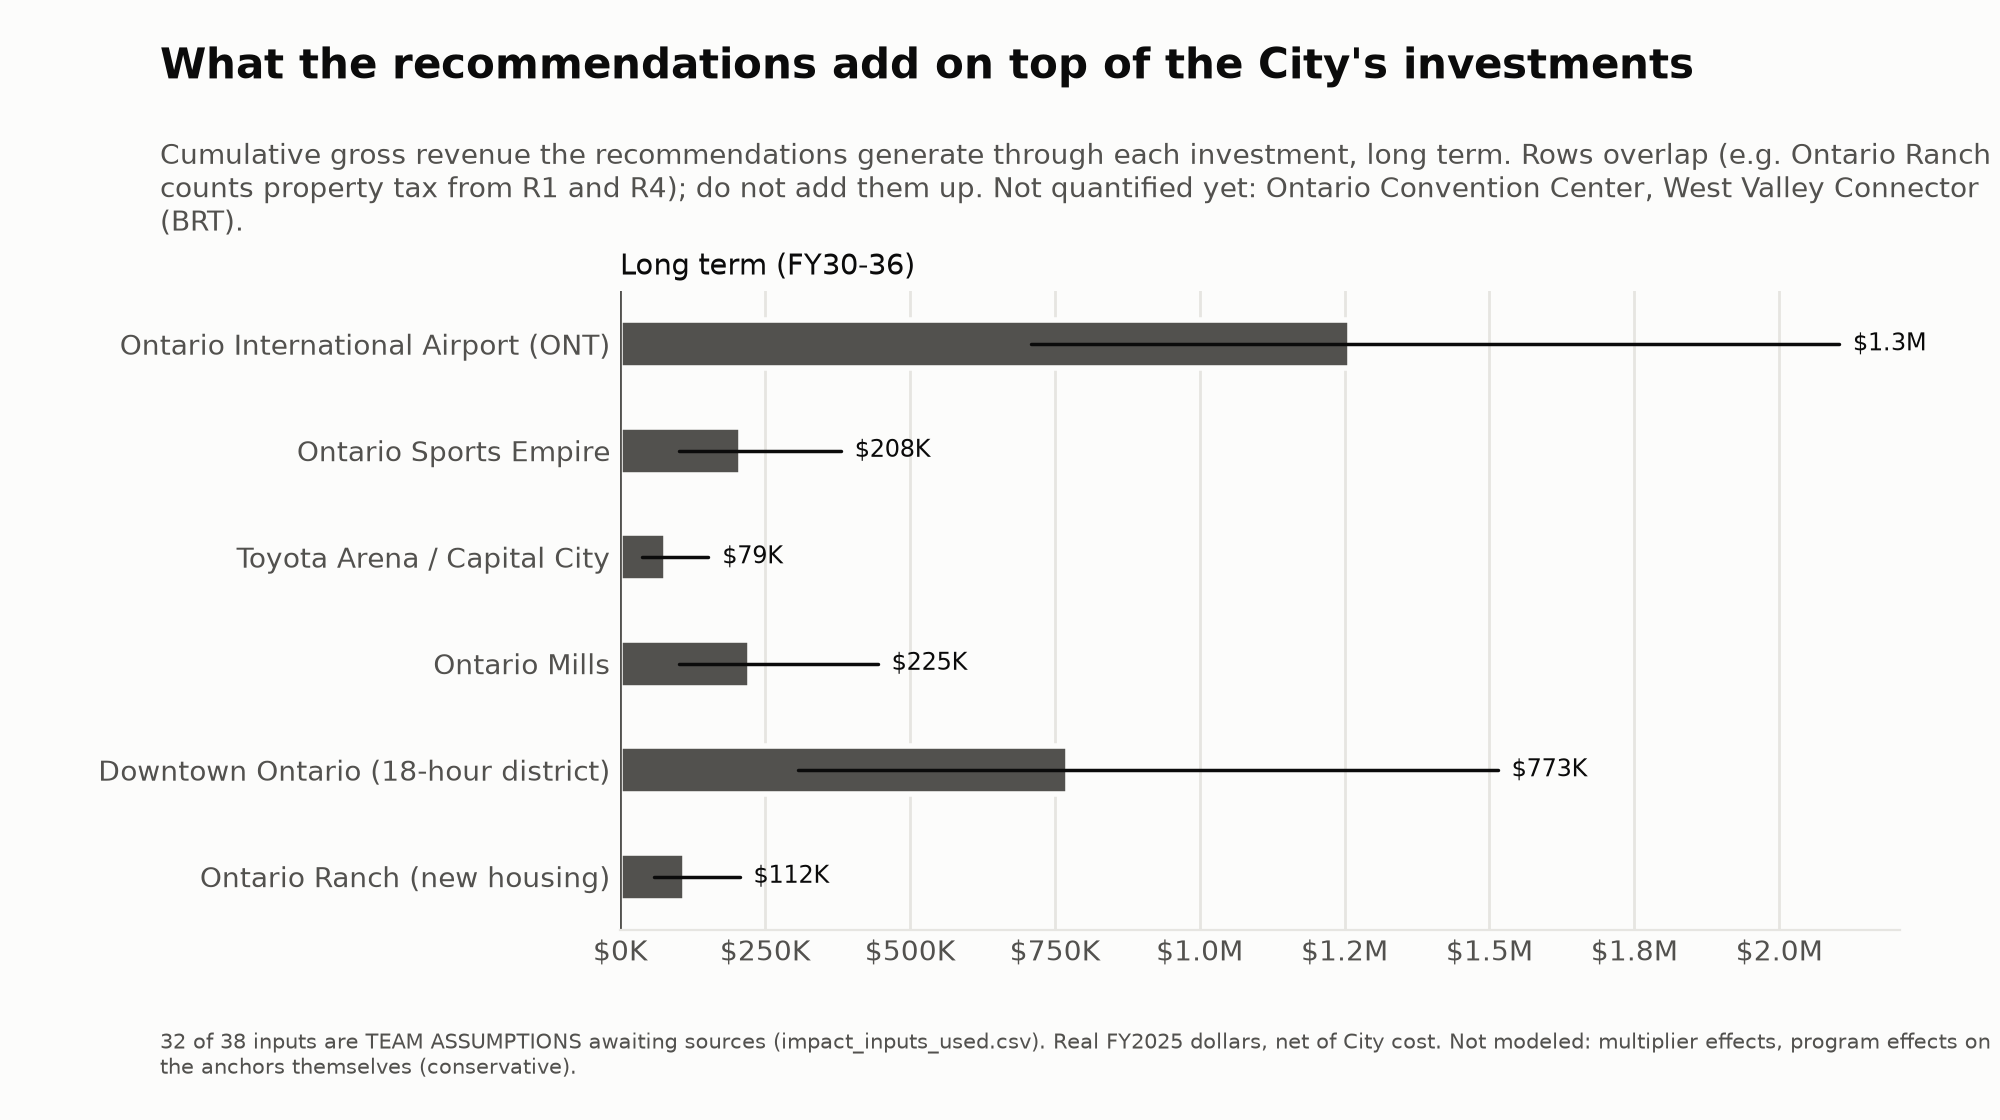 What the recommendations add on top of the City's investments
Cumulative gross revenue the recommendations generate through each investment, long term. Rows overlap (e.g. Ontario Ranch
counts property tax from R1 and R4); do not add them up. Not quantified yet: Ontario Convention Center, West Valley Connector
(BRT).
Long term (FY30-36)
Ontario International Airport (ONT) $1.3M
Ontario Sports Empire $208K
Toyota Arena / Capital City $79K
Ontario Mills $225K
Downtown Ontario (18-hour district) $773K
Ontario Ranch (new housing) $112K
$0K $250K $500K $750K $1.0M $1.2M $1.5M $1.8M $2.0M
32 of 38 inputs are TEAM ASSUMPTIONS awaiting sources (impact_inputs_used.csv). Real FY2025 dollars, net of City cost. Not modeled: multiplier effects, program effects on
the anchors themselves (conservative).